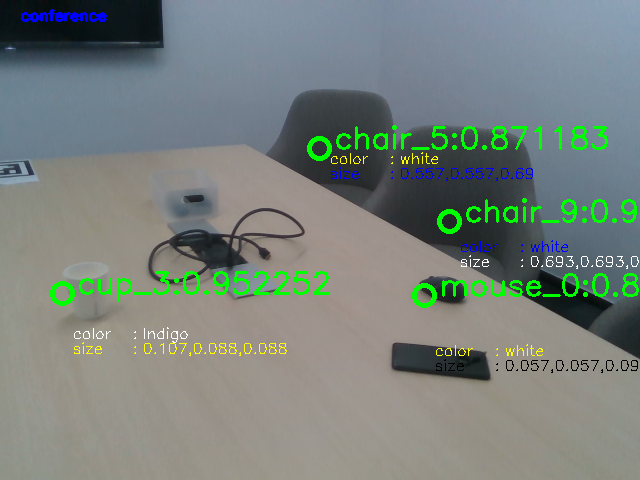 conference
chair_5:0.871183
color : white
size : 0.557,0.557,0.69
chair_9:0.9
color : white
size : 0.693,0.693,0
cup_3:0.952252
mouse_0:0.8
color : Indigo
size : 0.107,0.088,0.088
color : white
size : 0.057,0.057,0.09